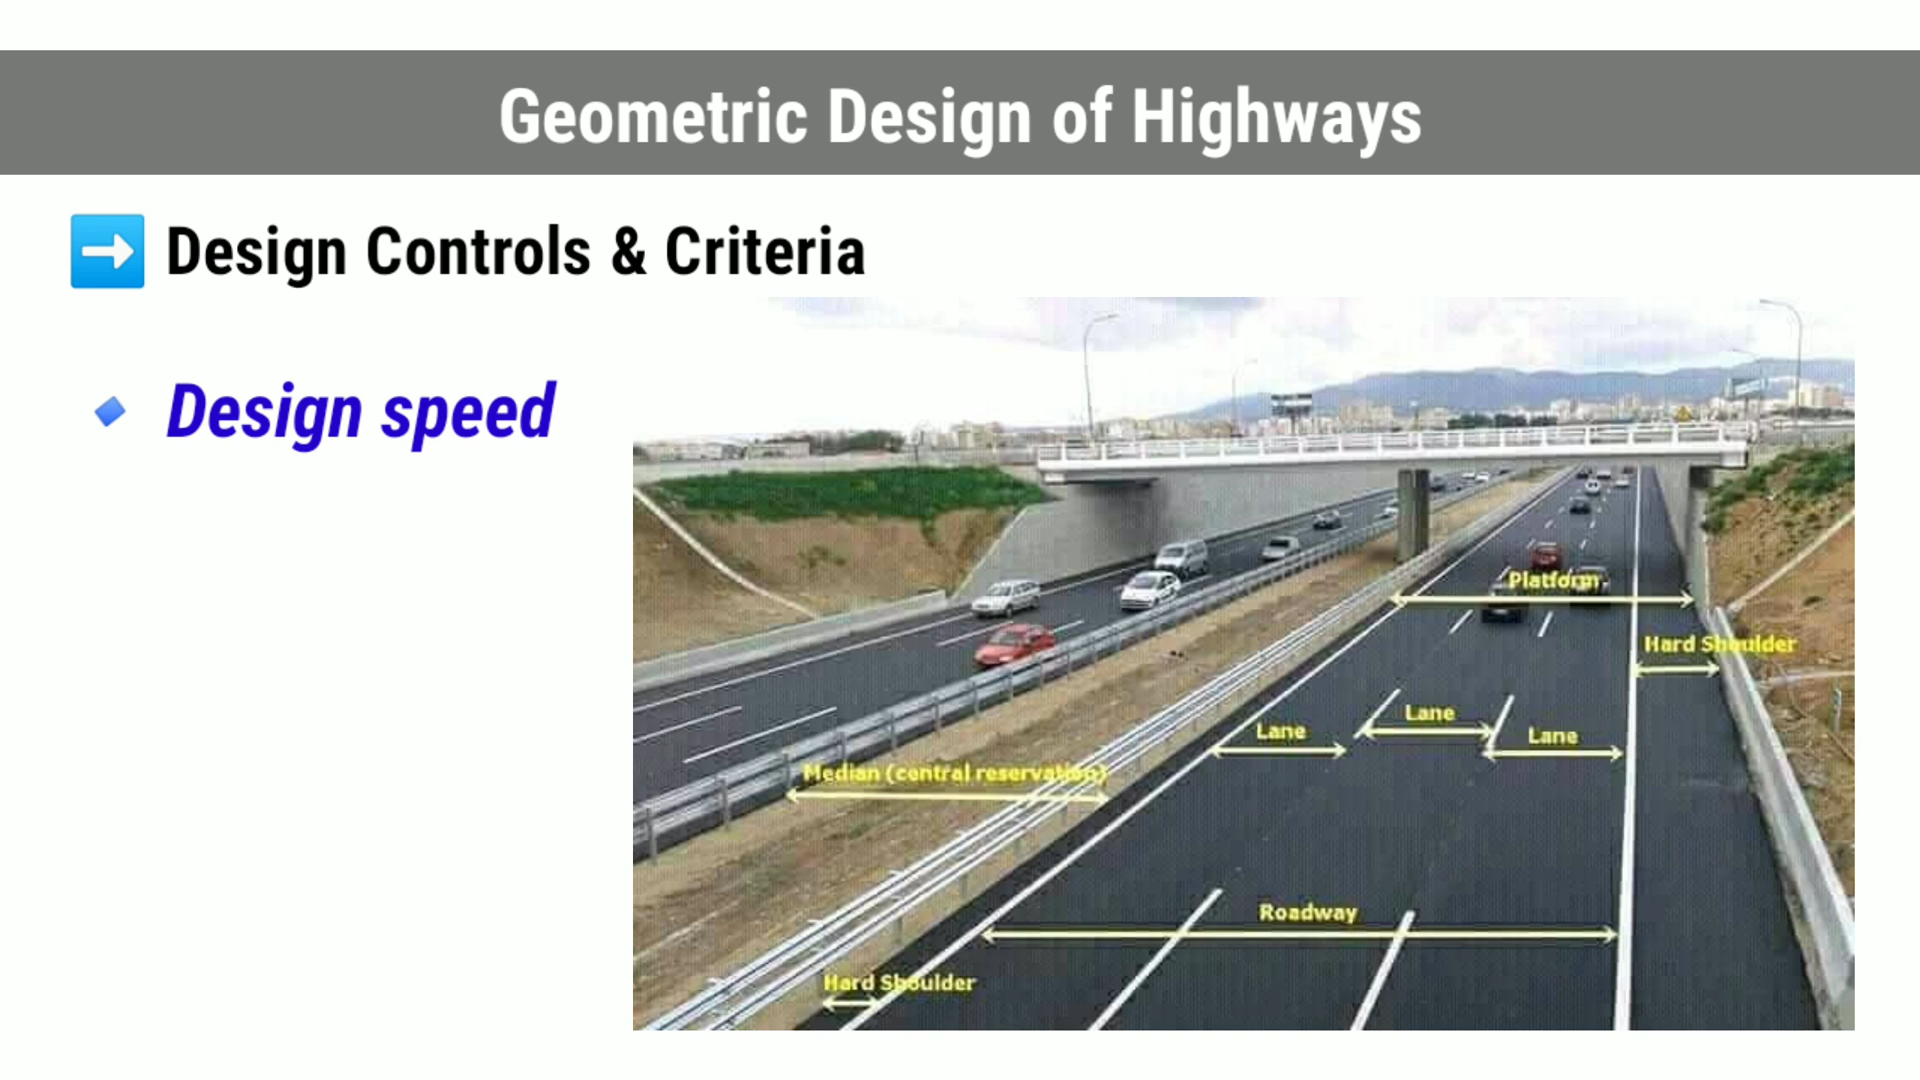 Geometric Design of Highways
Design Controls & Criteria
Design speed
Platform
Hard Shoulder
Lane
Lane
Lane
Median (central reservation)
Roadway
Hard Shoulder